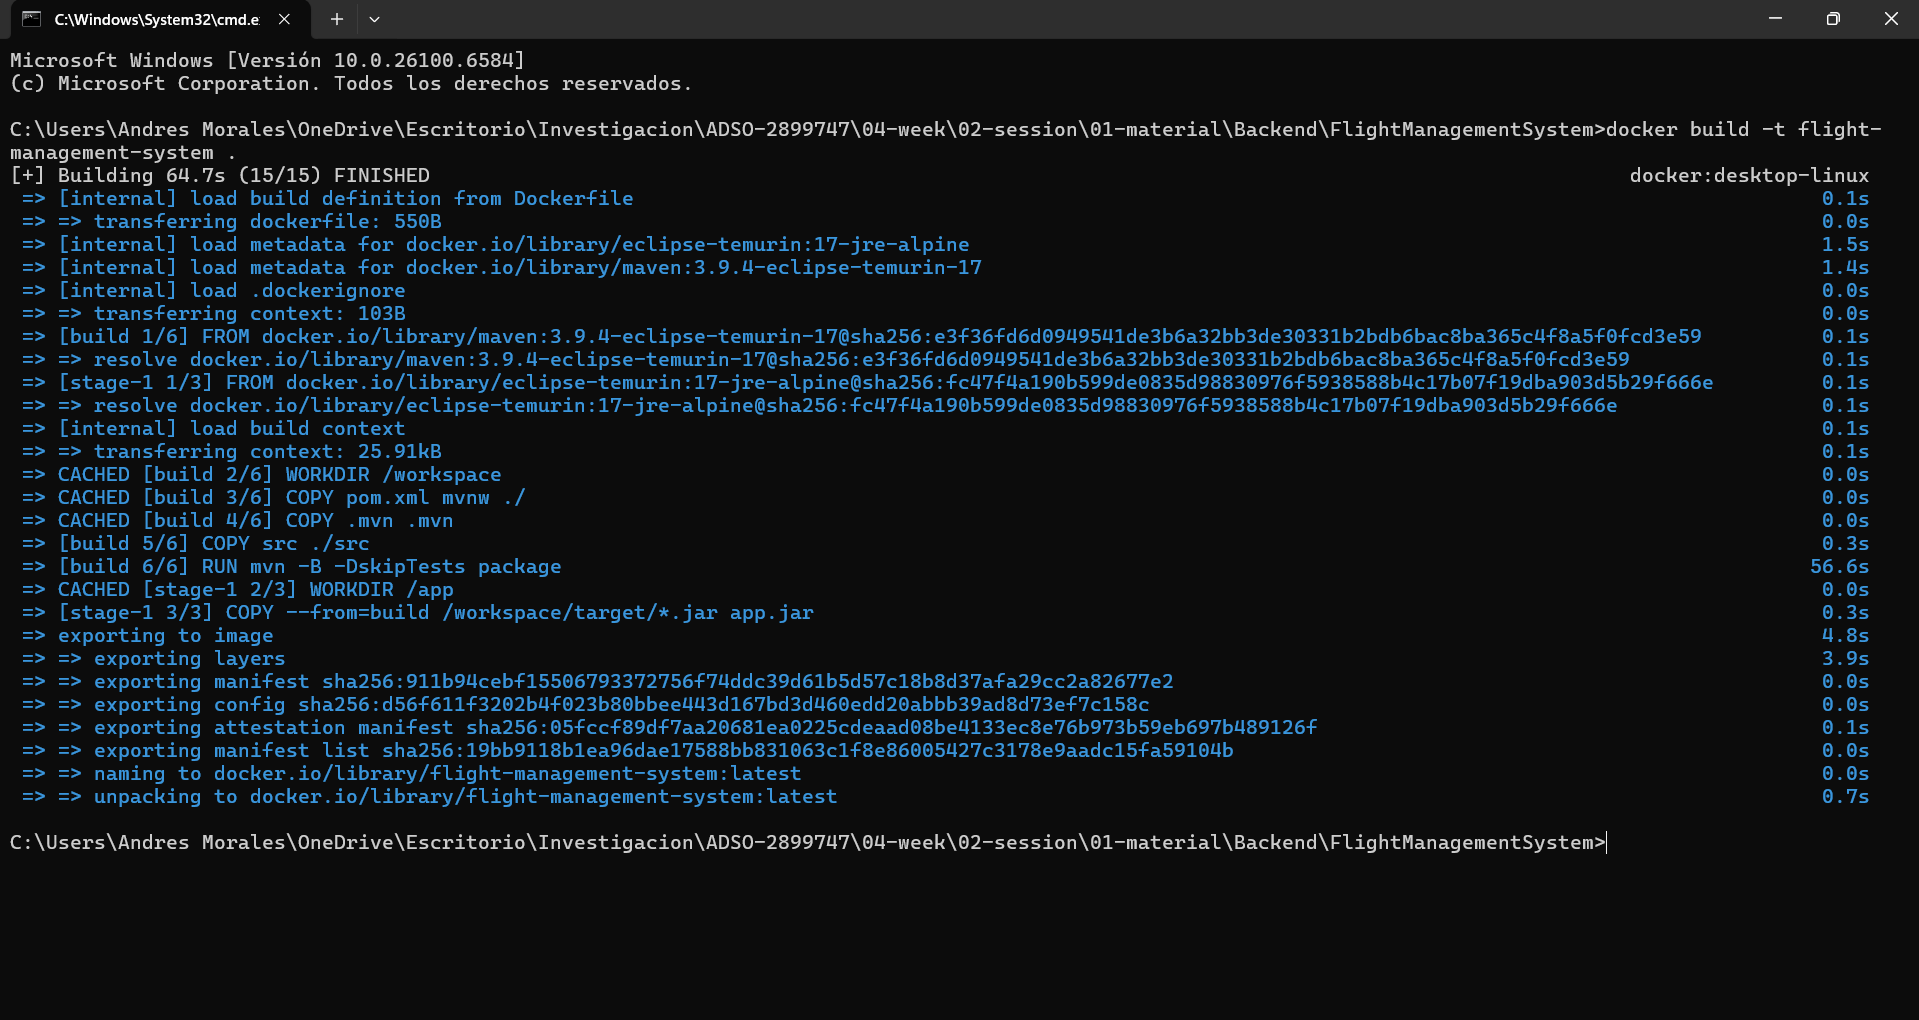 C:\Windows\System32\cmd.e
Microsoft Windows [Versión 10.0.26100.6584]
(c) Microsoft Corporation. Todos los derechos reservados.
C:\Users\Andres Morales\OneDrive\Escritorio\Investigacion\ADSO-2899747\04-week\02-session\01-material\Backend\FlightManagementSystem>docker build -t flight-
management-system .
[+] Building 64.7s (15/15) FINISHED docker:desktop-linux
=> [internal] load build definition from Dockerfile 0.1s
=> => transferring dockerfile: 550B 0.0s
=> [internal] load metadata for docker.io/library/eclipse-temurin:17-jre-alpine 1.5s
=> [internal] load metadata for docker.io/library/maven:3.9.4-eclipse-temurin-17 1.4s
=> [internal] load .dockerignore 0.0s
=> => transferring context: 103B 0.0s
=> [build 1/6] FROM docker.io/library/maven:3.9.4-eclipse-temurin-17@sha256:e3f36fd6d0949541de3b6a32bb3de30331b2bdb6bac8ba365c4f8a5f0fcd3e59 0.1s
=> => resolve docker.io/library/maven:3.9.4-eclipse-temurin-17@sha256:e3f36fd6d0949541de3b6a32bb3de30331b2bdb6bac8ba365c4f8a5f0fcd3e59 0.1s
=> [stage-1 1/3] FROM docker.io/library/eclipse-temurin:17-jre-alpine@sha256:fc47f4a190b599de0835d98830976f5938588b4c17b07f19dba903d5b29f666e 0.1s
=> => resolve docker.io/library/eclipse-temurin:17-jre-alpine@sha256:fc47f4a190b599de0835d98830976f5938588b4c17b07f19dba903d5b29f666e 0.1s
=> [internal] load build context 0.1s
=> => transferring context: 25.91kB 0.1s
=> CACHED [build 2/6] WORKDIR /workspace 0.0s
=> CACHED [build 3/6] COPY pom.xml mvnw ./ 0.0s
=> CACHED [build 4/6] COPY .mvn .mvn 0.0s
=> [build 5/6] COPY src ./src 0.3s
=> [build 6/6] RUN mvn -B -DskipTests package 56.6s
=> CACHED [stage-1 2/3] WORKDIR /app 0.0s
=> [stage-1 3/3] COPY --from=build /workspace/target/*.jar app.jar 0.3s
=> exporting to image 4.8s
=> => exporting layers 3.9s
=> => exporting manifest sha256:911b94cebf15506793372756f74ddc39d61b5d57c18b8d37afa29cc2a82677e2 0.0s
=> => exporting config sha256:d56f611f3202b4f023b80bbee443d167bd3d460edd20abbb39ad8d73ef7c158c 0.0s
=> => exporting attestation manifest sha256:05fccf89df7aa20681ea0225cdeaad08be4133ec8e76b973b59eb697b489126f 0.1s
=> => exporting manifest list sha256:19bb9118b1ea96dae17588bb831063c1f8e86005427c3178e9aadc15fa59104b 0.0s
=> => naming to docker.io/library/flight-management-system:latest 0.0s
=> => unpacking to docker.io/library/flight-management-system:latest 0.7s
C:\Users\Andres Morales\OneDrive\Escritorio\Investigacion\ADSO-2899747\04-week\02-session\01-material\Backend\FlightManagementSystem>